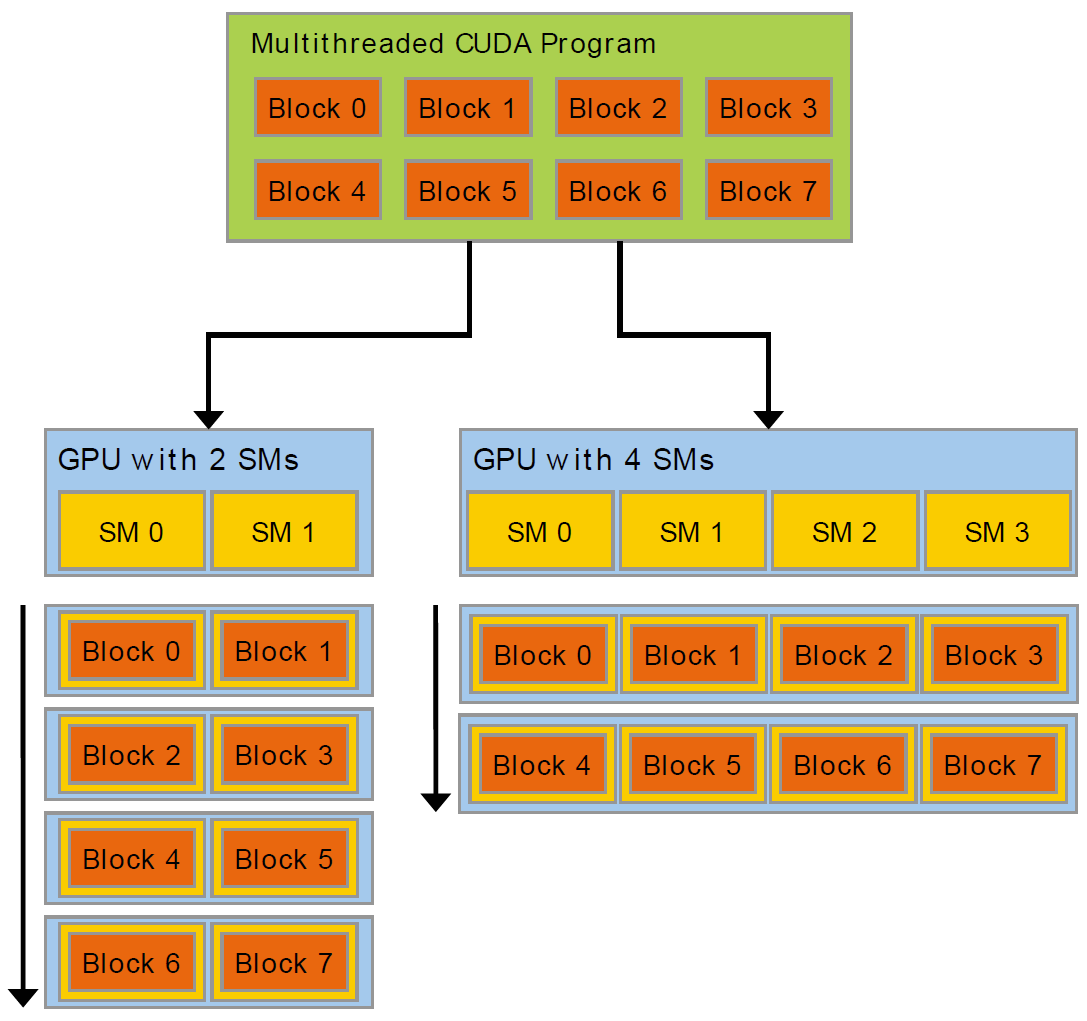 Multithreaded CUDA Program
Block 0 Block 1 Block 2 Block 3
Block 4 Block 5 Block 6 Block 7
GPU with 2 SMs
SM 0 SM 1
Block 0 Block 1
Block 2 Block 3
Block 4 Block 5
Block 6 Block 7
GPU with 4 SMs
SM 0 SM 1 SM 2 SM 3
Block 0 Block 1 Block 2 Block 3
Block 4 Block 5 Block 6 Block 7